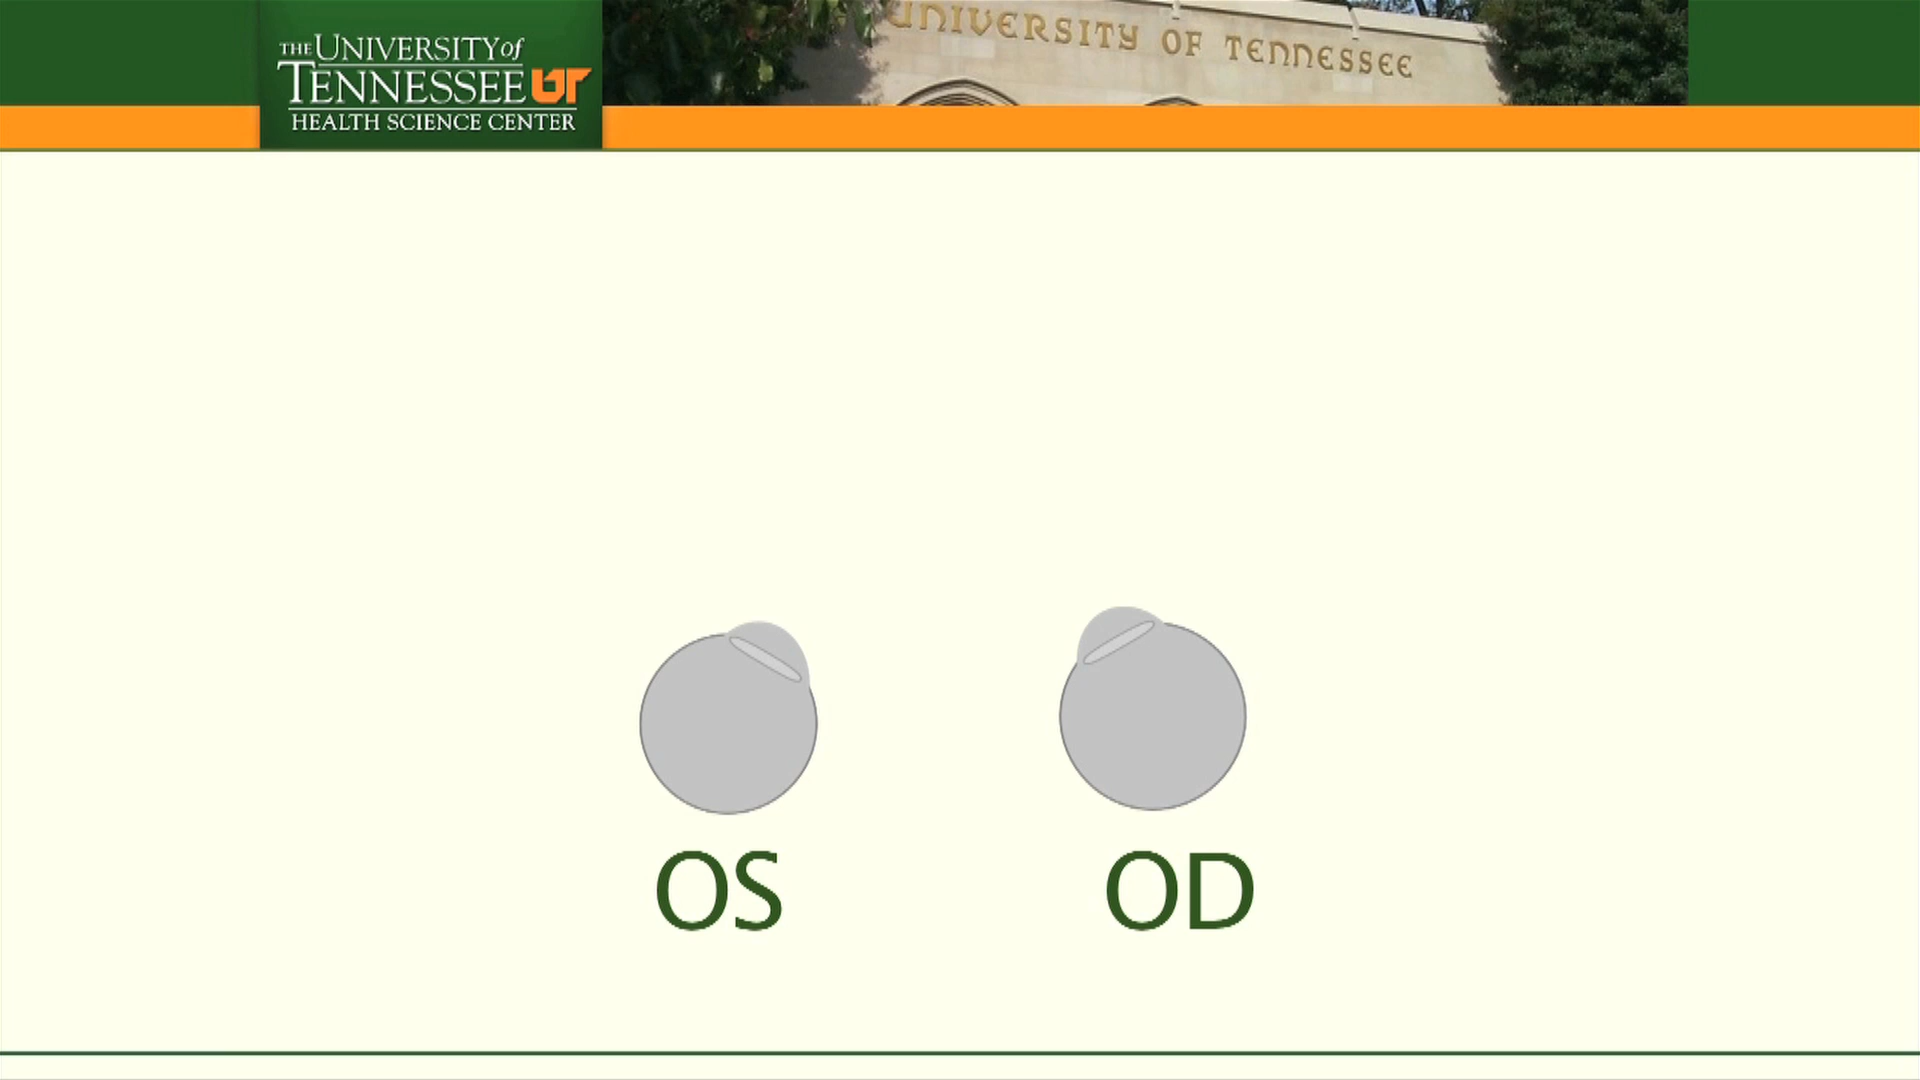 THE UNIVERSITY of
TENNESSEE UT
HEALTH SCIENCE CENTER
UNIVERSITY OF TENNESSEE
OS
OD